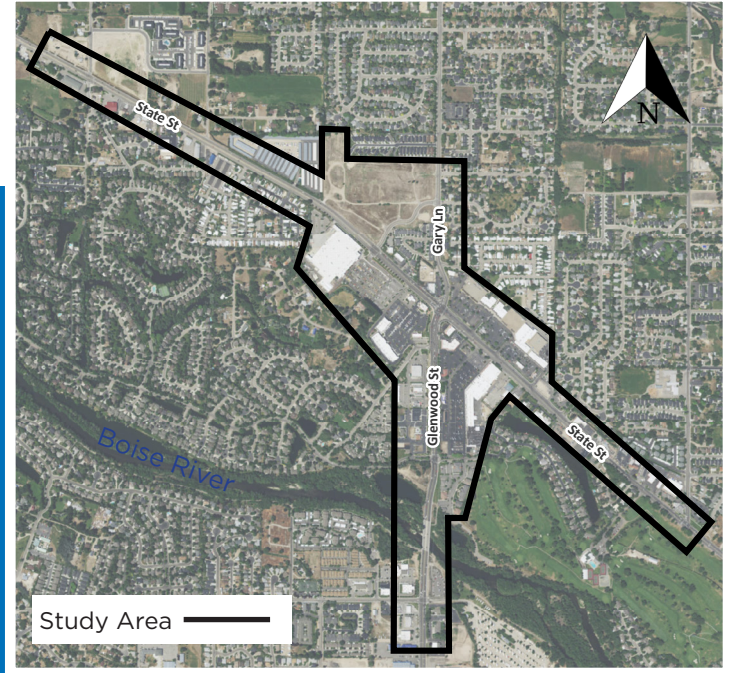 N
State St
Gary Ln
Glenwood St
State St
Boise River
Study Area